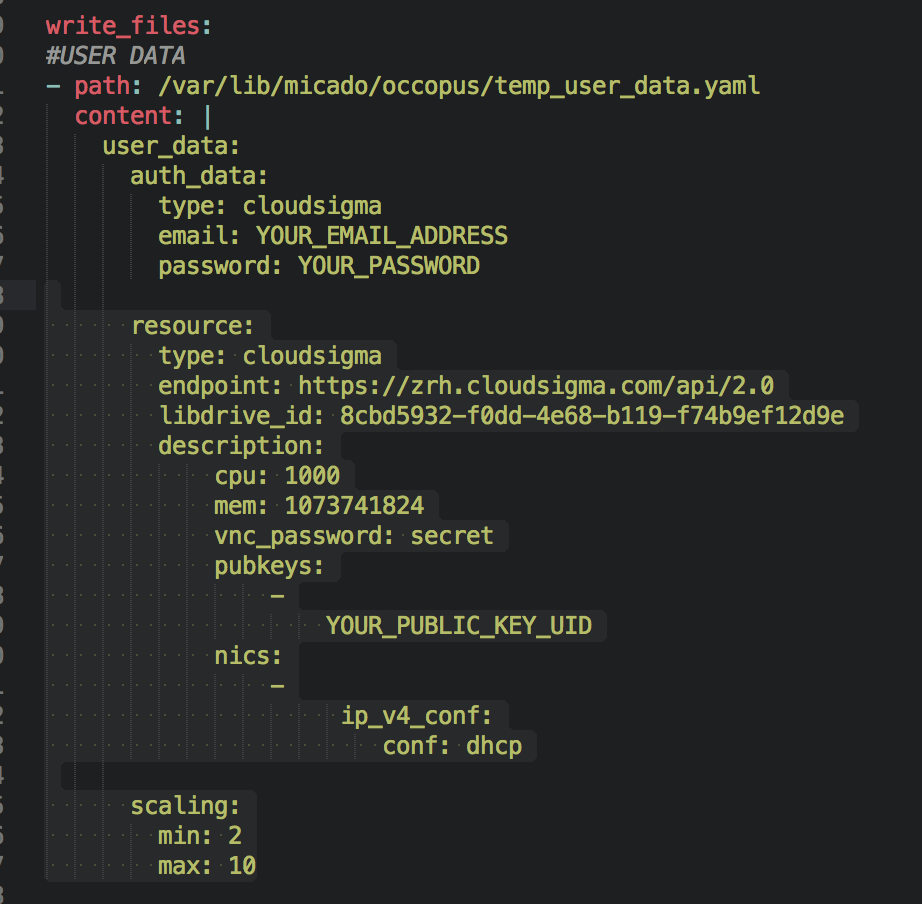 write_files:
#USER DATA
- path: /var/lib/micado/occopus/temp_user_data.yaml
content: |
user_data:
auth_data:
type: cloudsigma
email: YOUR_EMAIL_ADDRESS
password: YOUR_PASSWORD
resource:
type: cloudsigma
endpoint: https://zrh.cloudsigma.com/api/2.0
libdrive_id: 8cbd5932-f0dd-4e68-b119-f74b9ef12d9e
description:
cpu: 1000
mem: 1073741824
vnc_password: secret
pubkeys:
-
YOUR_PUBLIC_KEY_UID
nics:
-
ip_v4_conf:
conf: dhcp
scaling:
min: 2
max: 10